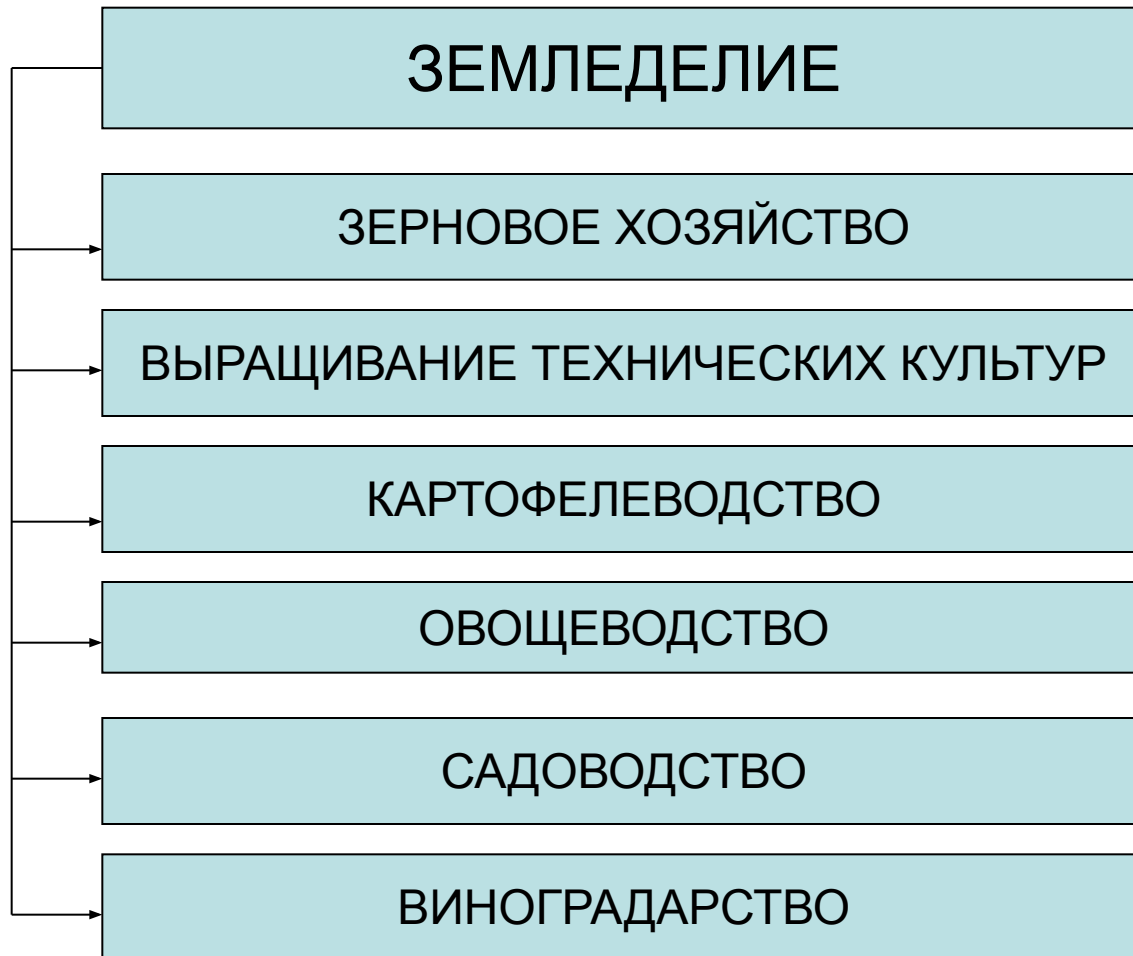 ЗЕМЛЕДЕЛИЕ
ЗЕРНОВОЕ ХОЗЯЙСТВО
ВЫРАЩИВАНИЕ ТЕХНИЧЕСКИХ КУЛЬТУР
КАРТОФЕЛЕВОДСТВО
ОВОЩЕВОДСТВО
САДОВОДСТВО
ВИНОГРАДАРСТВО